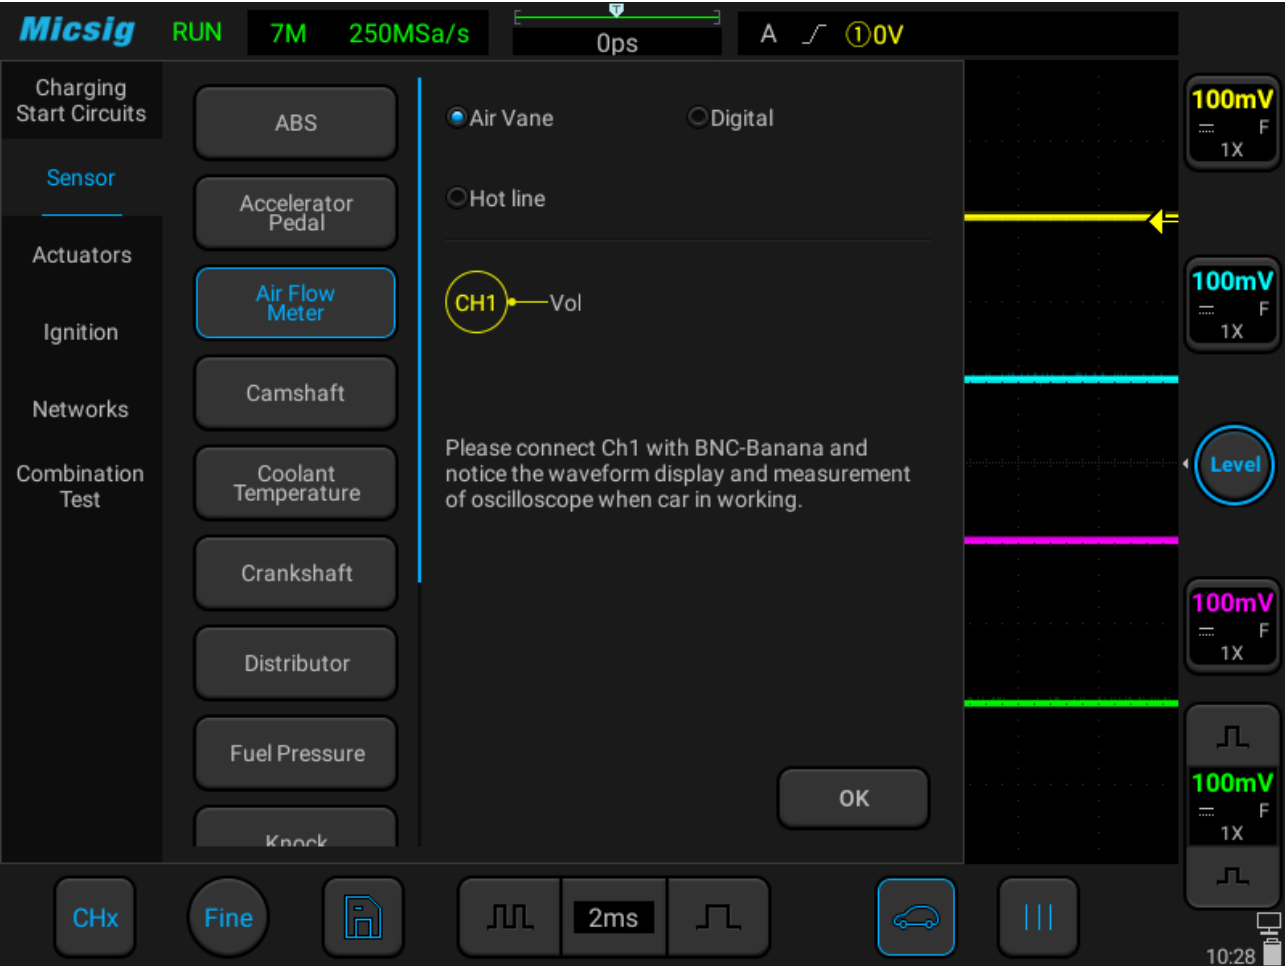 Micsig RUN 7M 250MSa/s T 0ps A ①0V
Charging
Start Circuits
Sensor
Actuators
Ignition
Networks
Combination
Test
ABS
Accelerator
Pedal
Air Flow
Meter
Camshaft
Coolant
Temperature
Crankshaft
Distributor
Fuel Pressure
Knock
Air Vane Digital
Hot line
CH1 Vol
Please connect Ch1 with BNC-Banana and
notice the waveform display and measurement
of oscilloscope when car in working.
OK
100mV
F
1X
100mV
F
1X
Level
100mV
F
1X
100mV
F
1X
CHx Fine 2ms
10:28